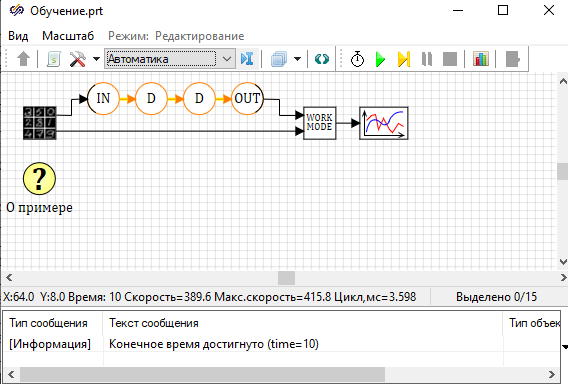 Обучение.prt
Вид Масштаб Режим: Редактирование
Автоматика
IN D D OUT
WORK
MODE
?
О примере
X:64.0 Y:8.0 Время: 10 Скорость=389.6 Макс.скорость=415.8 Цикл,мс=3.598 Выделено 0/15
Тип сообщения Текст сообщения Тип объек
[Информация] Конечное время достигнуто (time=10)